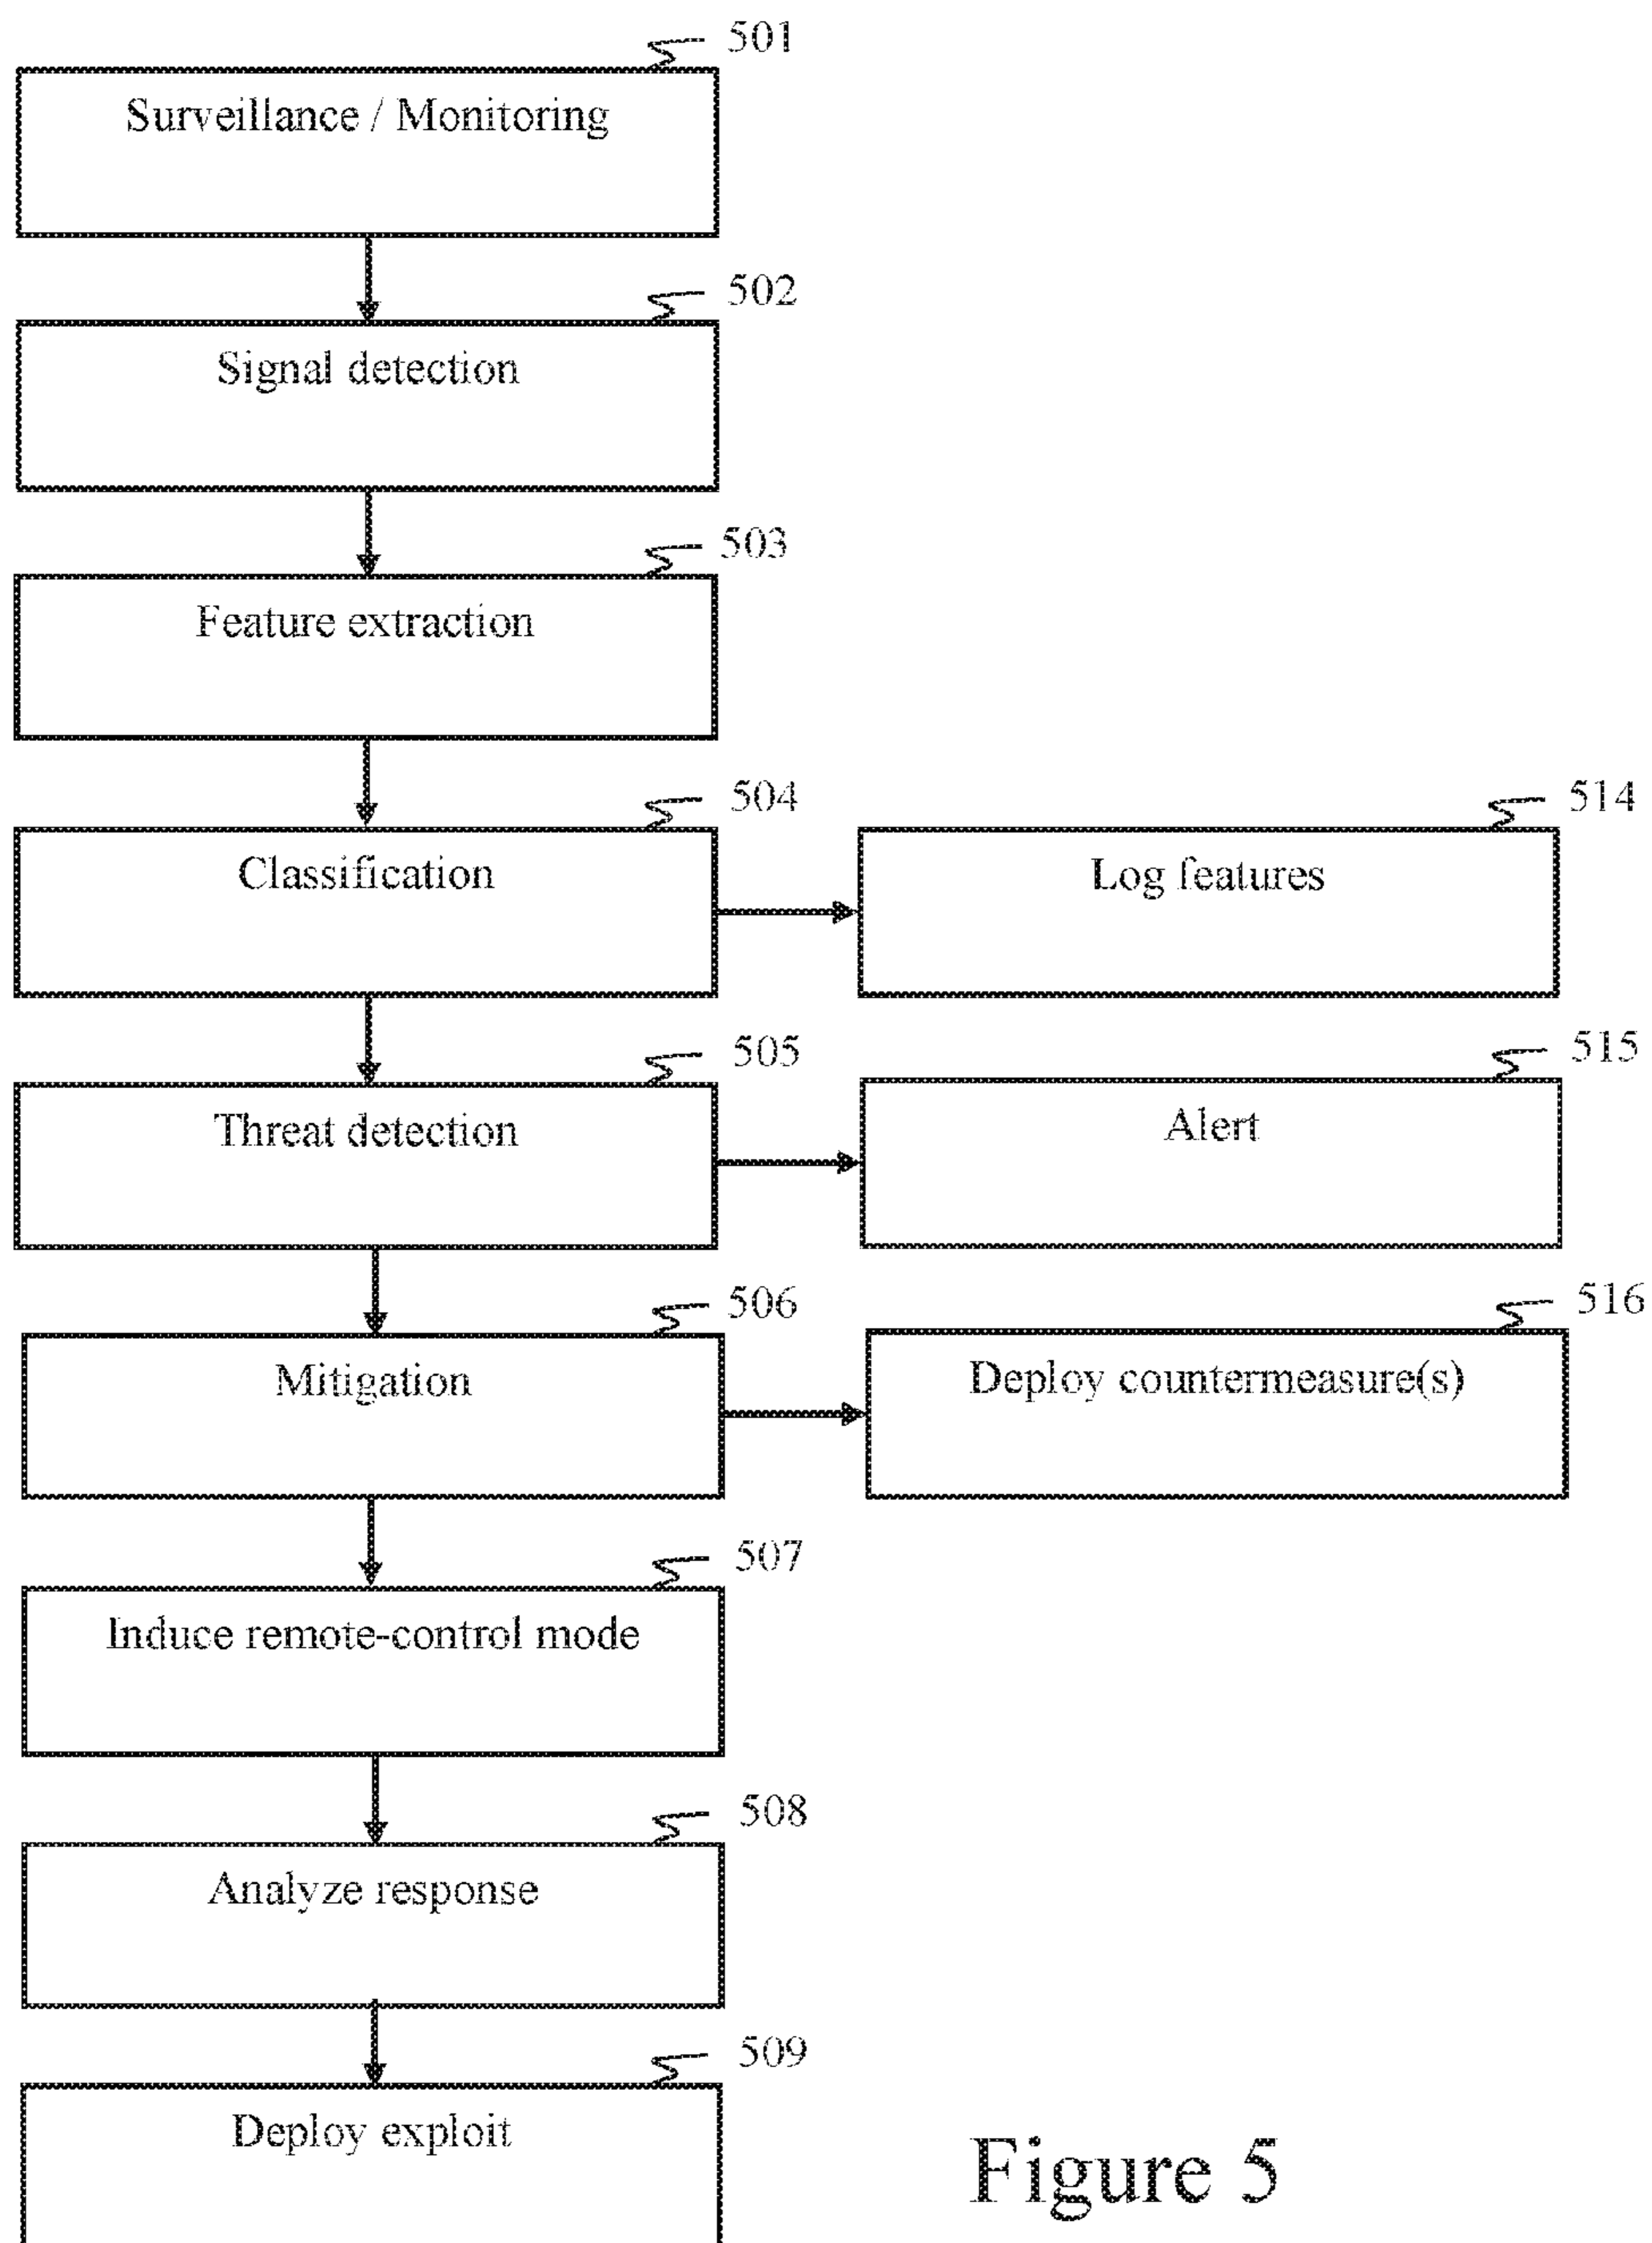 501
Surveillance / Monitoring
502
Signal detection
503
Feature extraction
504
Classification
514
Log features
505
Threat detection
515
Alert
506
Mitigation
516
Deploy countermeasure(s)
507
Induce remote-control mode
508
Analyze response
509
Deploy exploit
Figure 5